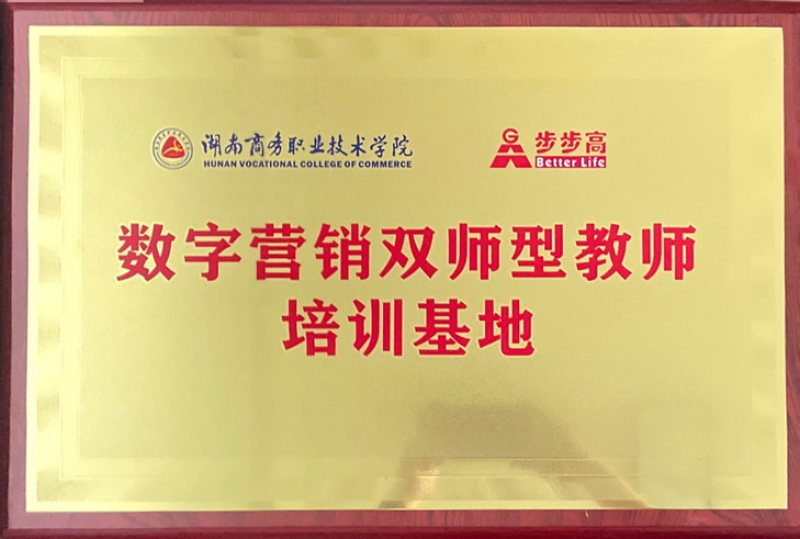 湖南商务职业技术学院
HUNAN VOCATIONAL COLLEGE OF COMMERCE
步步高
Better Life
数字营销双师型教师
培训基地